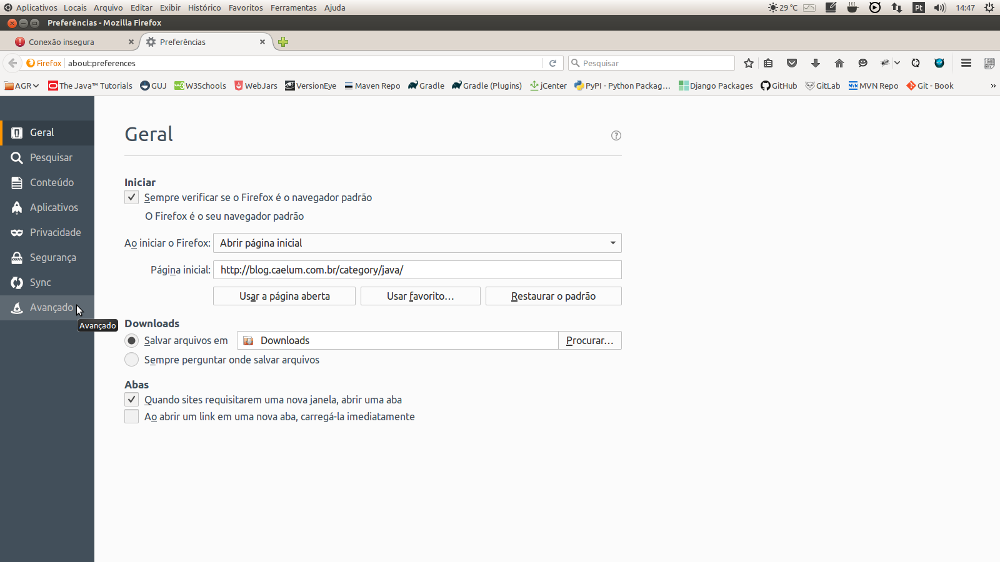 Aplicativos Locais Arquivo Editar Exibir Histórico Favoritos Ferramentas Ajuda 29 °C Pt 14:47
Preferências - Mozilla Firefox
Conexão insegura Preferências
Firefox about:preferences Pesquisar
AGR The Java™ Tutorials GUJ W3Schools WebJars VersionEye Maven Repo Gradle Gradle (Plugins) jCenter PyPI - Python Packag... Django Packages GitHub GitLab MVN Repo Git - Book »
Geral
Pesquisar
Conteúdo
Aplicativos
Privacidade
Segurança
Sync
Avançado
Avançado
Geral
Iniciar
Sempre verificar se o Firefox é o navegador padrão
O Firefox é o seu navegador padrão
Ao iniciar o Firefox: Abrir página inicial
Página inicial: http://blog.caelum.com.br/category/java/
Usar a página aberta Usar favorito... Restaurar o padrão
Downloads
Salvar arquivos em Downloads Procurar...
Sempre perguntar onde salvar arquivos
Abas
Quando sites requisitarem uma nova janela, abrir uma aba
Ao abrir um link em uma nova aba, carregá-la imediatamente